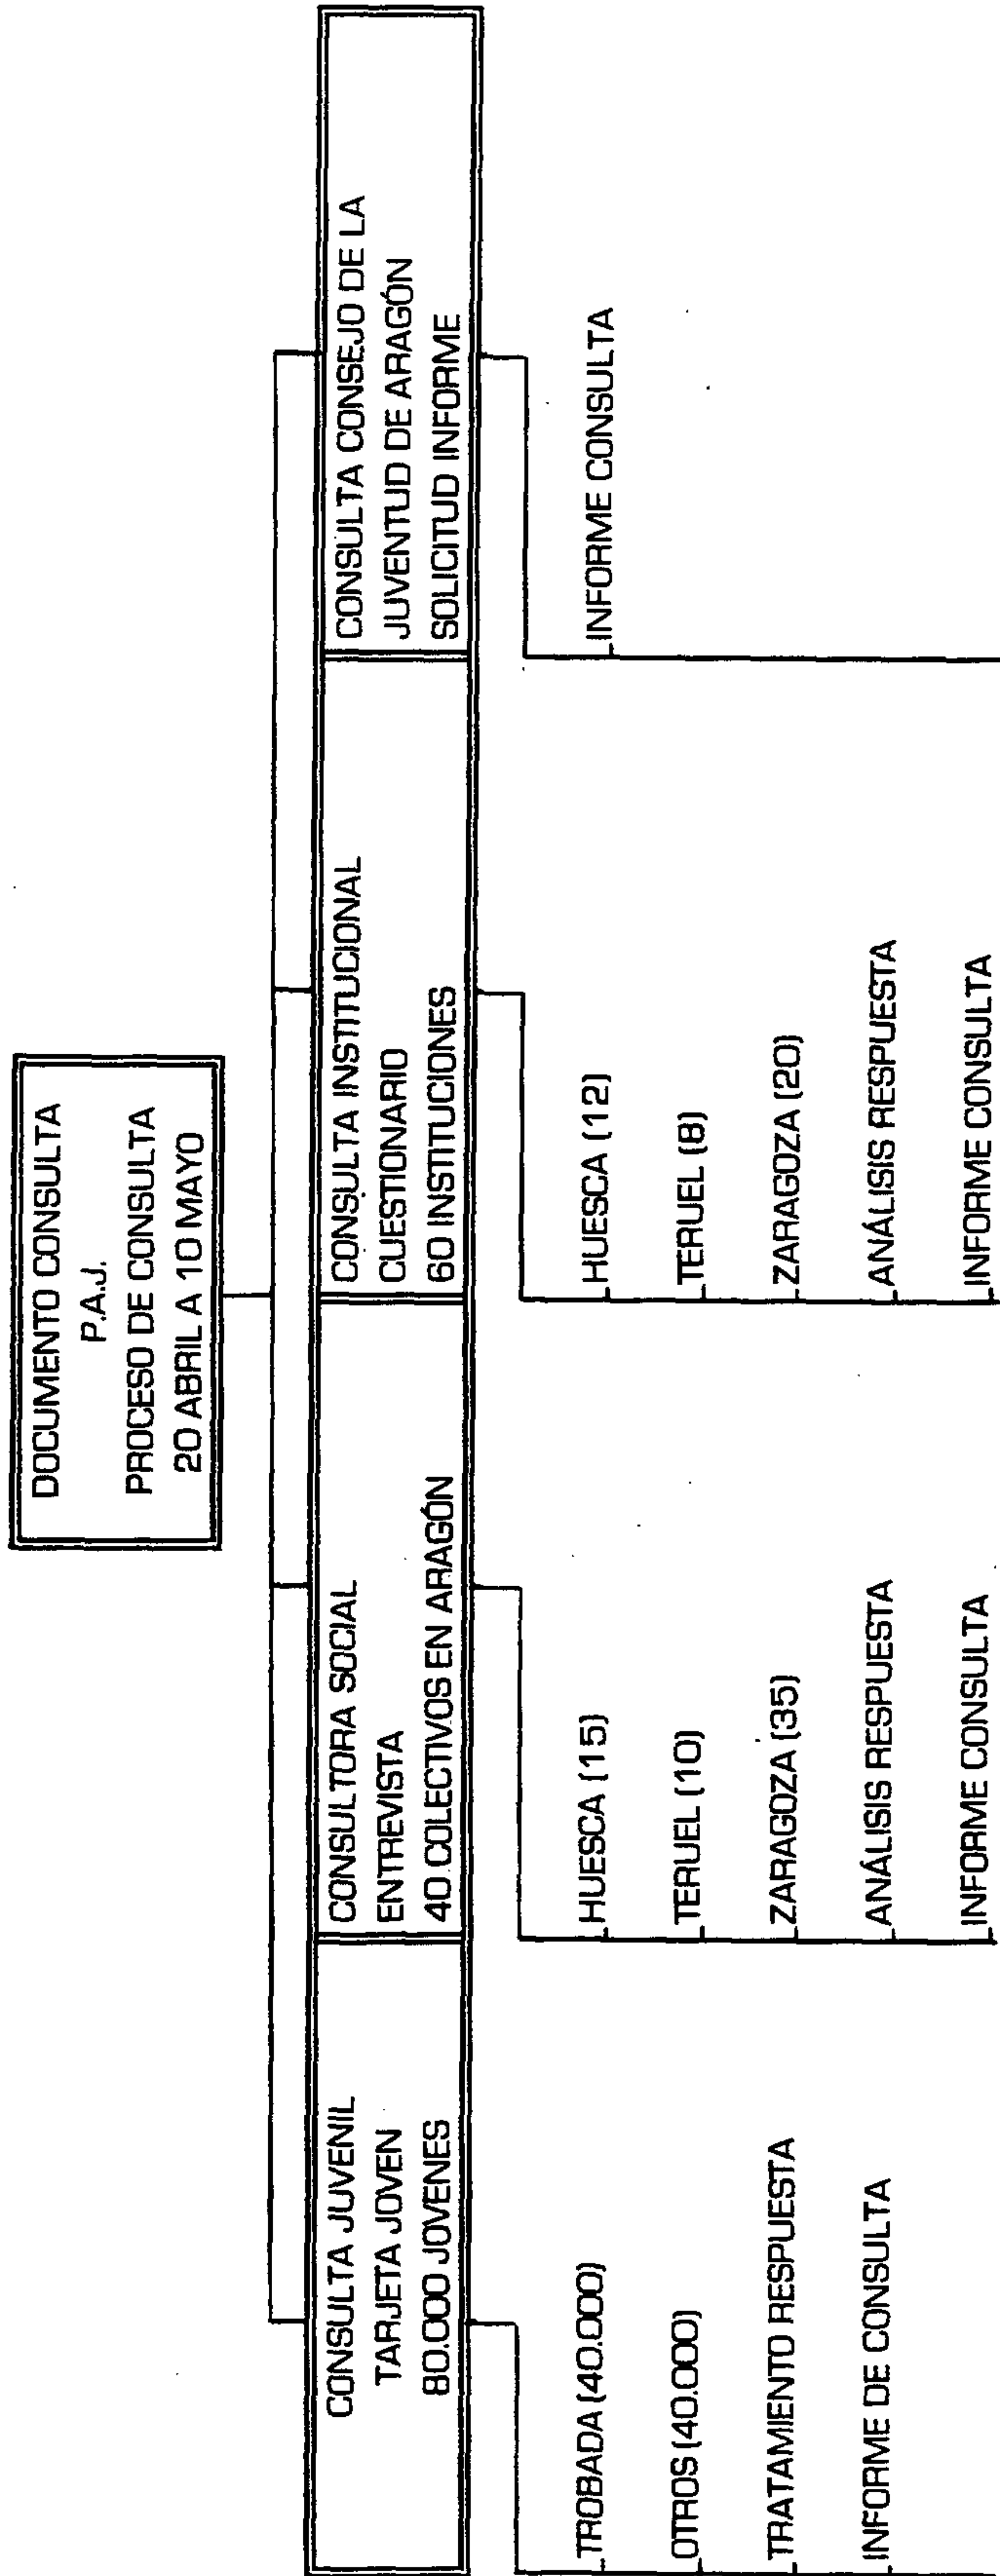 DOCUMENTO CONSULTA
P.A.J.
PROCESO DE CONSULTA
20 ABRIL A 10 MAYO
CONSULTA JUVENIL
TARJETA JOVEN
80.000 JOVENES
TROBADA (40.000)
OTROS (40.000)
TRATAMIENTO RESPUESTA
INFORME DE CONSULTA
CONSULTORA SOCIAL
ENTREVISTA
40 COLECTIVOS EN ARAGÓN
HUESCA (15)
TERUEL (10)
ZARAGOZA (35)
ANÁLISIS RESPUESTA
INFORME CONSULTA
CONSULTA INSTITUCIONAL
CUESTIONARIO
60 INSTITUCIONES
HUESCA (12)
TERUEL (8)
ZARAGOZA (20)
ANÁLISIS RESPUESTA
INFORME CONSULTA
CONSULTA CONSEJO DE LA
JUVENTUD DE ARAGÓN
SOLICITUD INFORME
INFORME CONSULTA